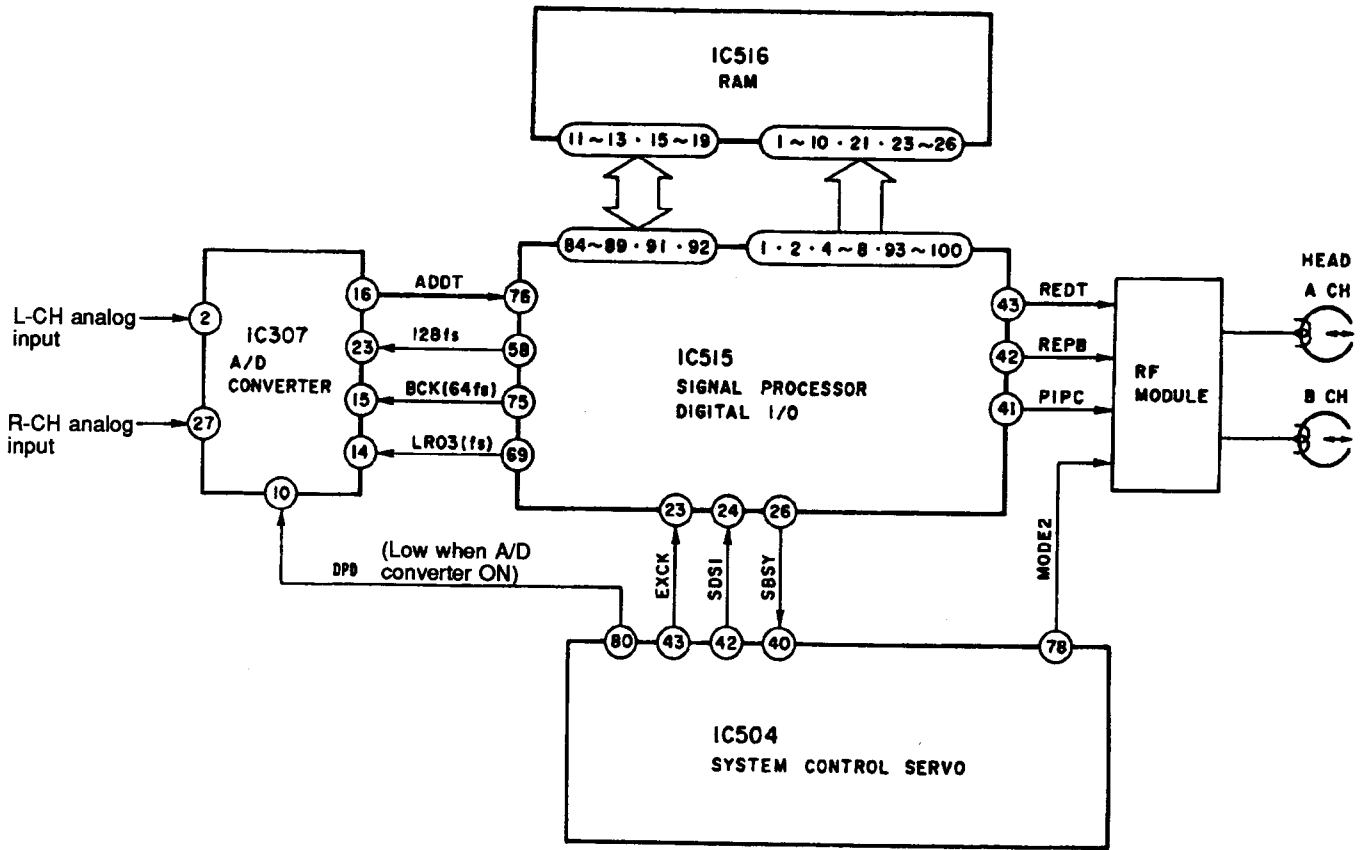 IC516
RAM
11~13·15~19
1~10·21·23~26
84~89·91·92
1·2·4~8·93~100
L-CH analog
input
R-CH analog
input
2
27
IC307
A/D
CONVERTER
16
23
15
14
10
ADDT
128fs
BCK(64fs)
LRO3(fs)
76
58
75
69
IC515
SIGNAL PROCESSOR
DIGITAL I/O
43
42
41
REDT
REPB
PIPC
RF
MODULE
HEAD
A CH
B CH
23
24
26
DPD
(Low when A/D
converter ON)
EXCK
SDSI
SBSY
MODE2
80
43
42
40
78
IC504
SYSTEM CONTROL SERVO